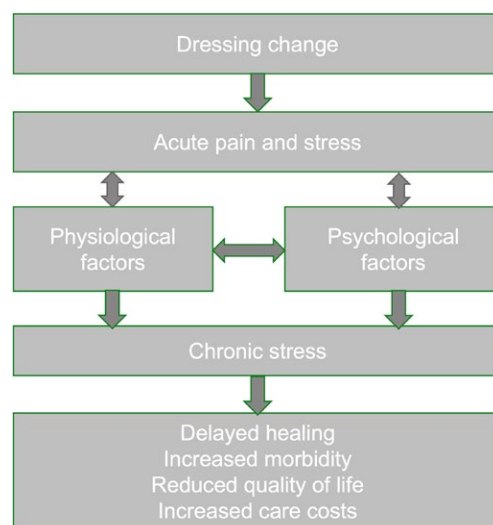 Dressing change
Acute pain and stress
Physiological
factors
Psychological
factors
Chronic stress
Delayed healing
Increased morbidity
Reduced quality of life
Increased care costs